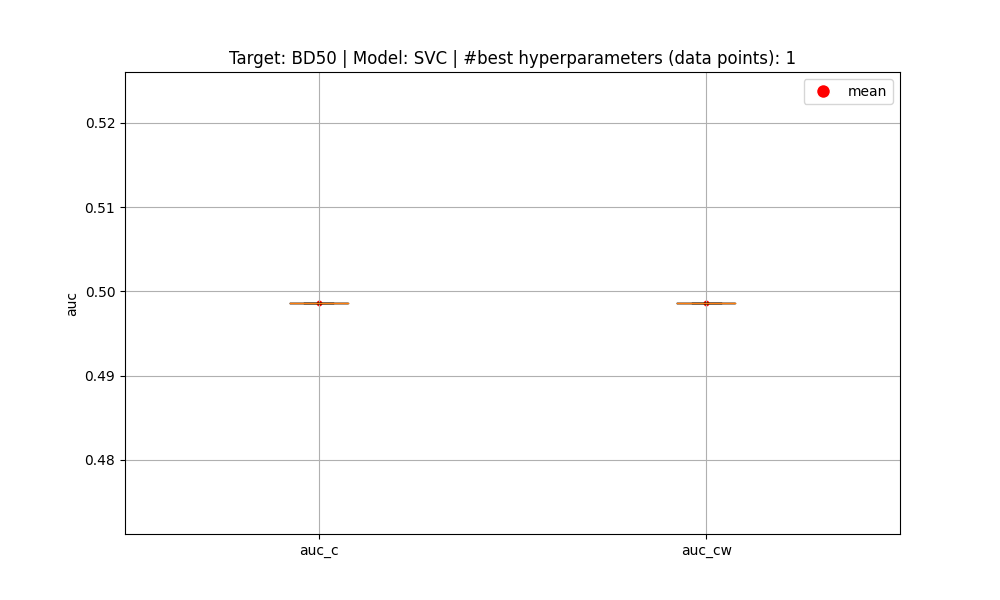 Target: BD50 | Model: SVC | #best hyperparameters (data points): 1
mean
0.52
0.51
0.50
0.49
0.48
auc
auc_c
auc_cw